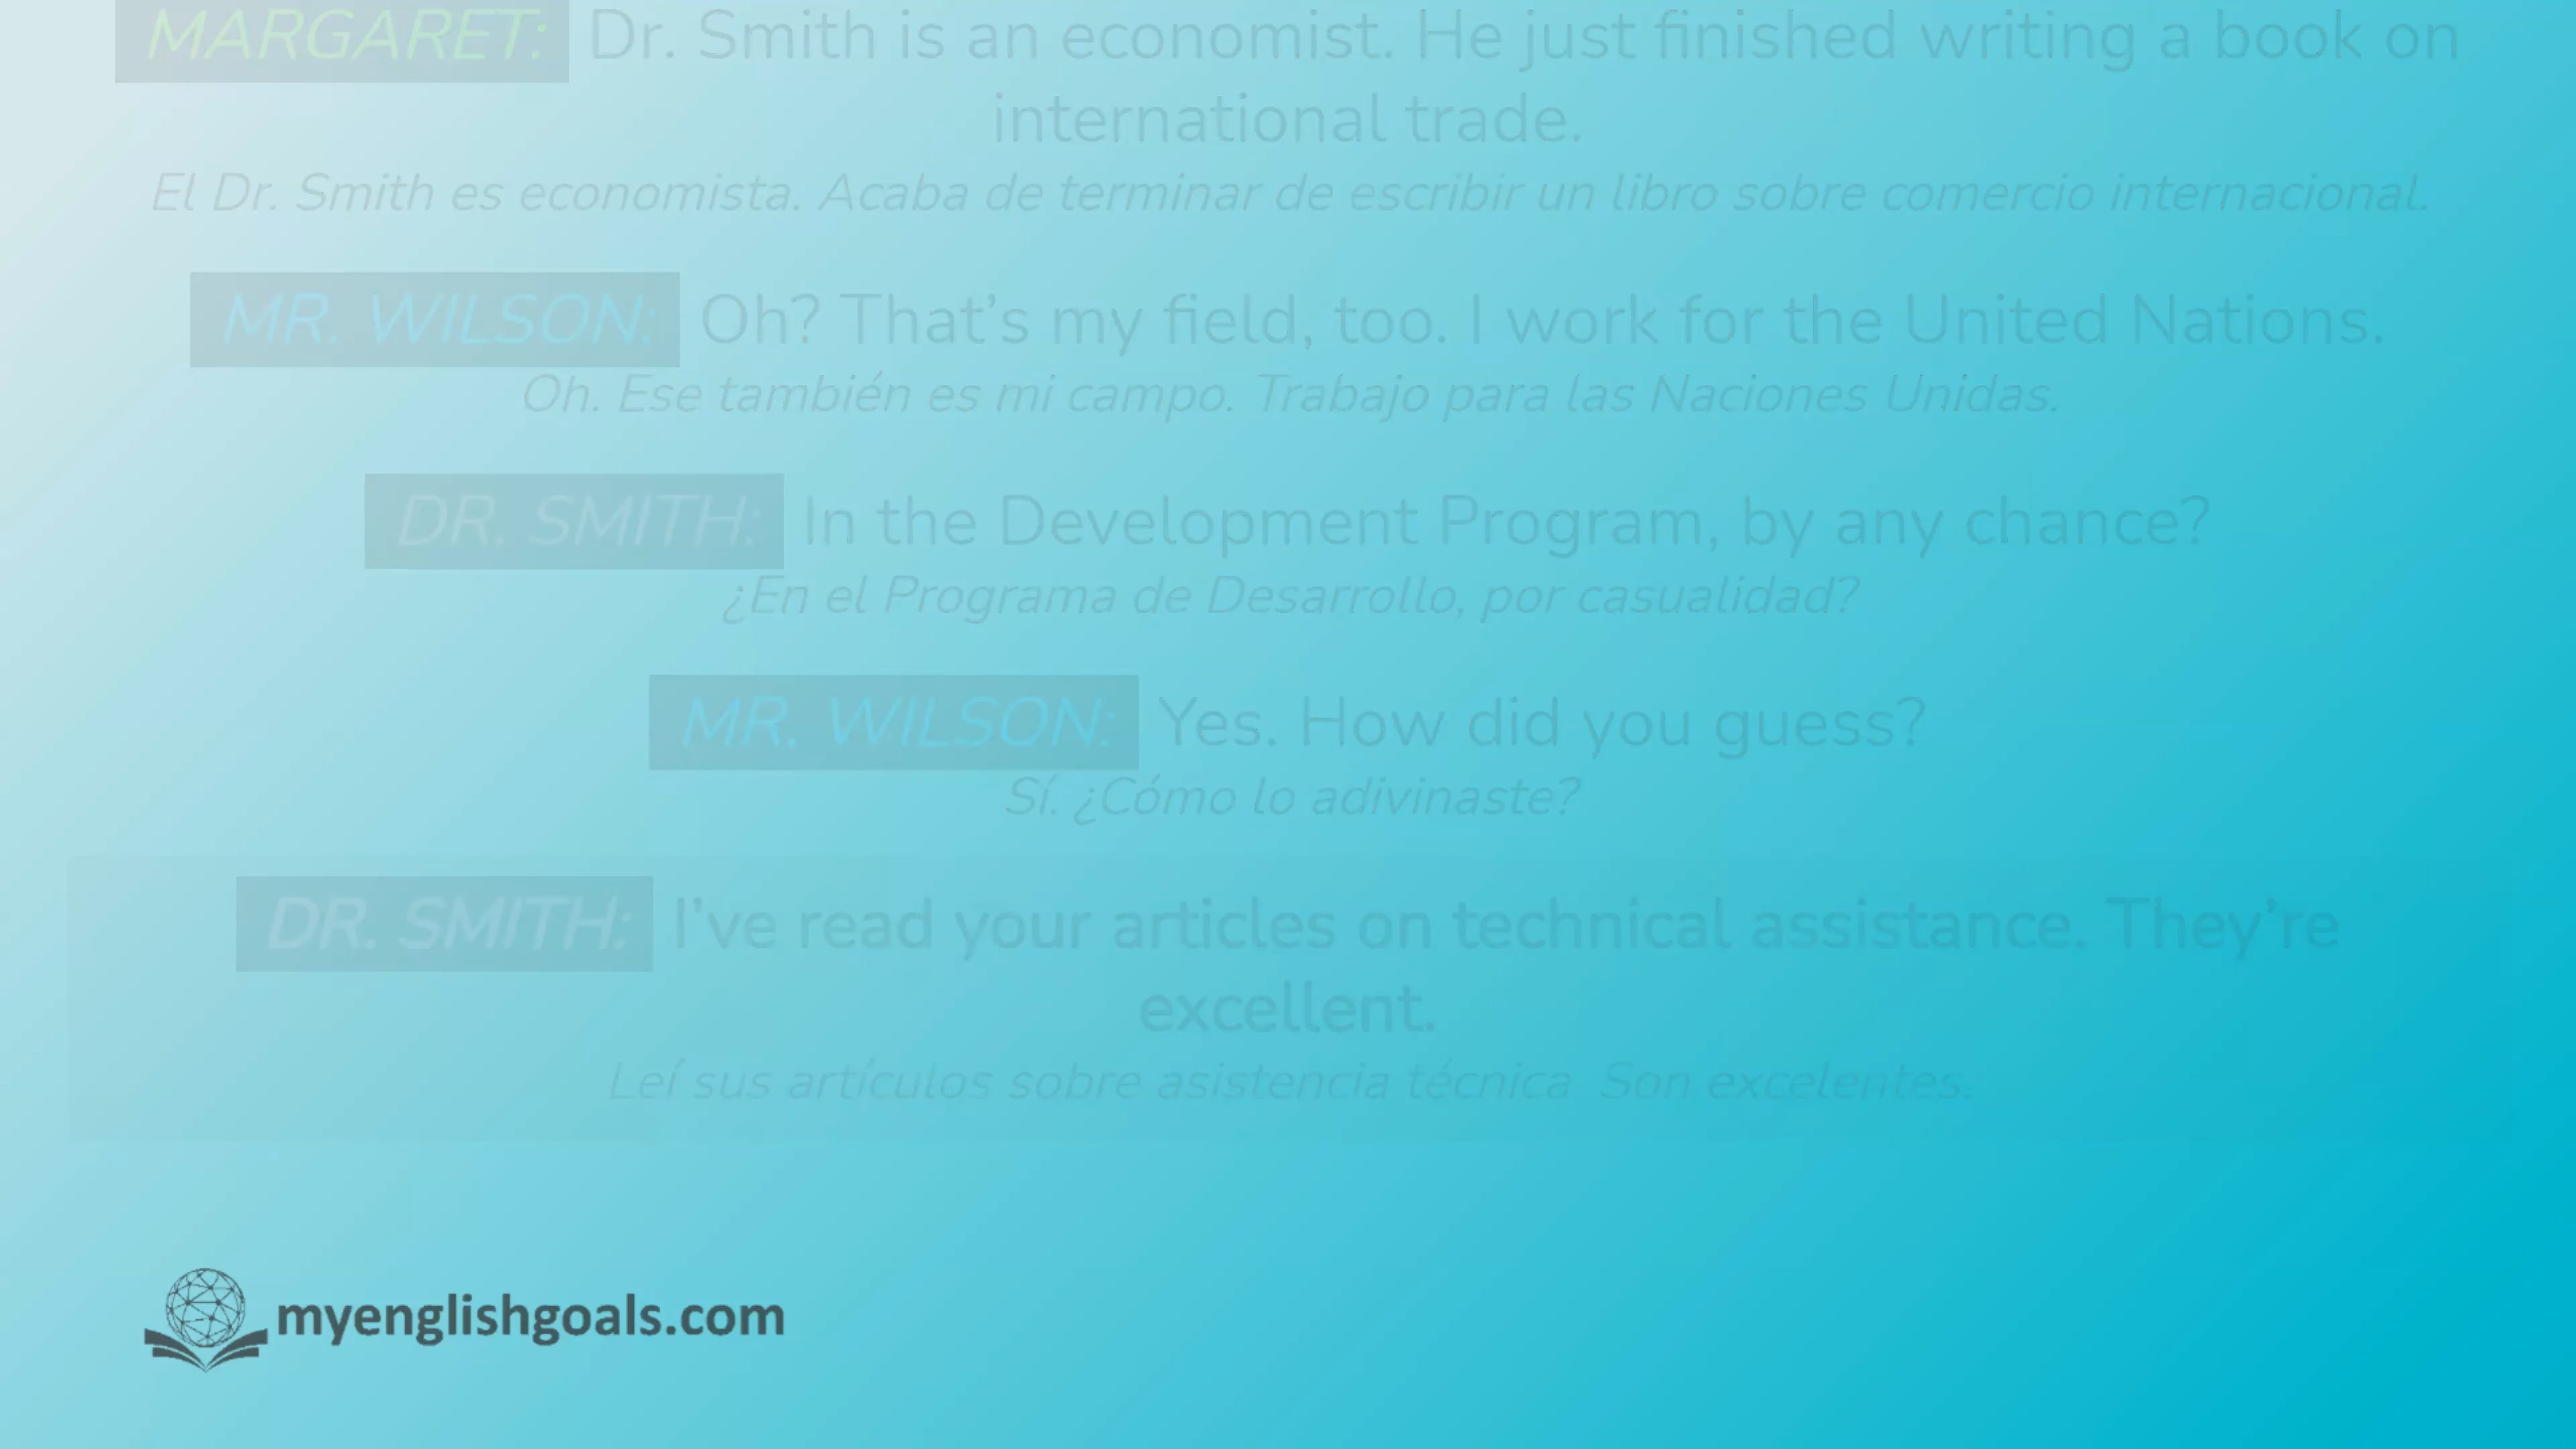 MARGARET: Dr. Smith is an economist. He just finished writing a book on
international trade.
El Dr. Smith es economista. Acaba de terminar de escribir un libro sobre comercio internacional.
MR. WILSON: Oh? That's my field, too. I work for the United Nations.
Oh. Ese también es mi campo. Trabajo para las Naciones Unidas.
DR. SMITH: In the Development Program, by any chance?
¿En el Programa de Desarrollo, por casualidad?
MR. WILSON: Yes. How did you guess?
Sí. ¿Cómo lo adivinaste?
DR. SMITH: I've read your articles on technical assistance. They're
excellent.
Leí sus artículos sobre asistencia técnica Son excelentes.
myenglishgoals.com